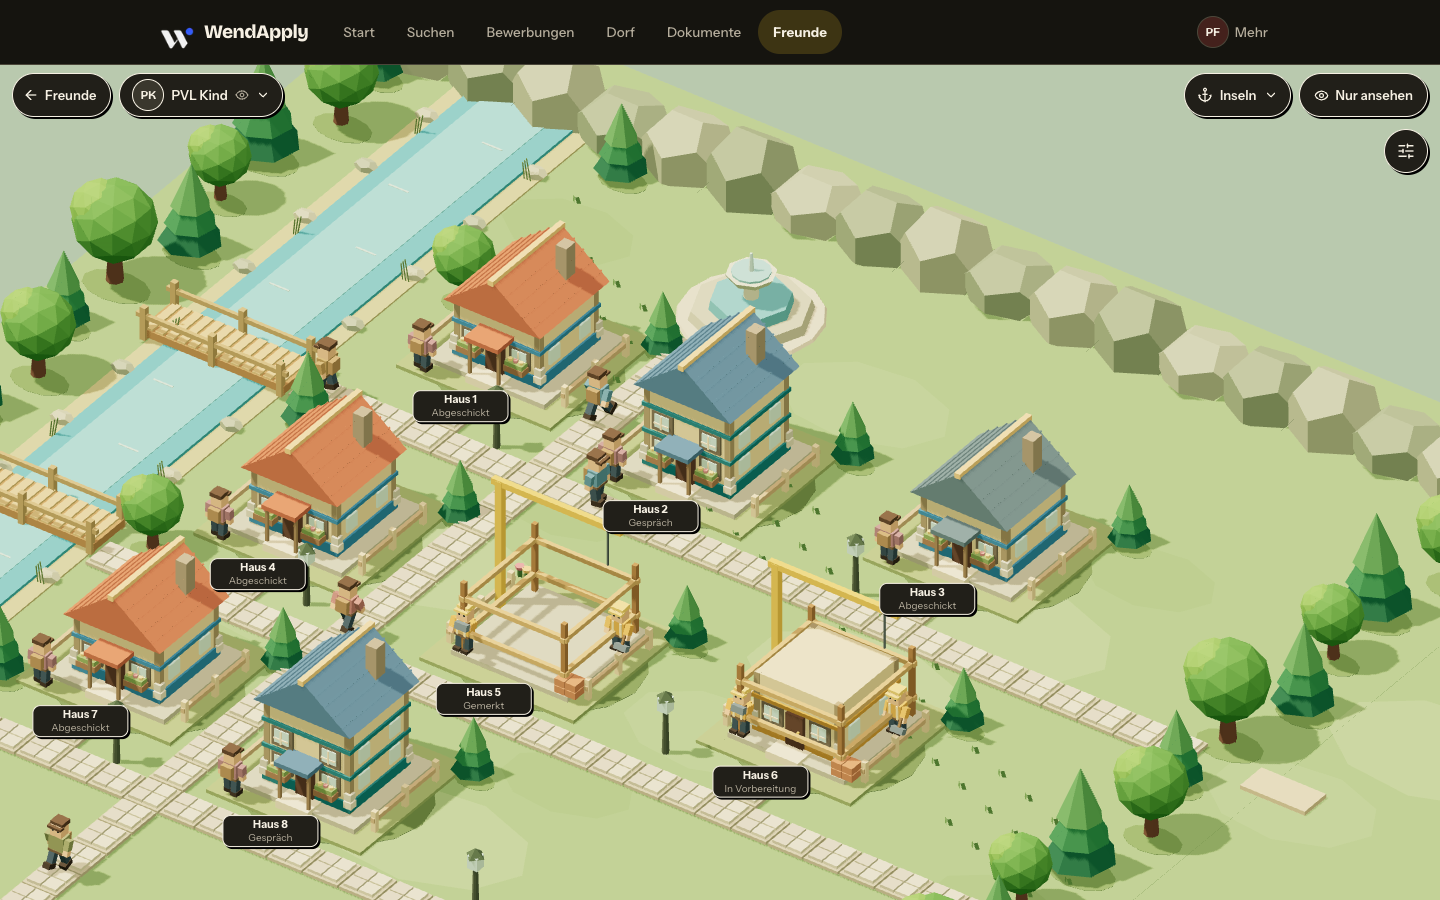 WendApply
Start
Suchen
Bewerbungen
Dorf
Dokumente
Freunde
PF
Mehr
Freunde
PK
PVL Kind
Inseln
Nur ansehen
Haus 1
Abgeschickt
Haus 2
Gespräch
Haus 3
Abgeschickt
Haus 4
Abgeschickt
Haus 5
Gemerkt
Haus 6
In Vorbereitung
Haus 7
Abgeschickt
Haus 8
Gespräch